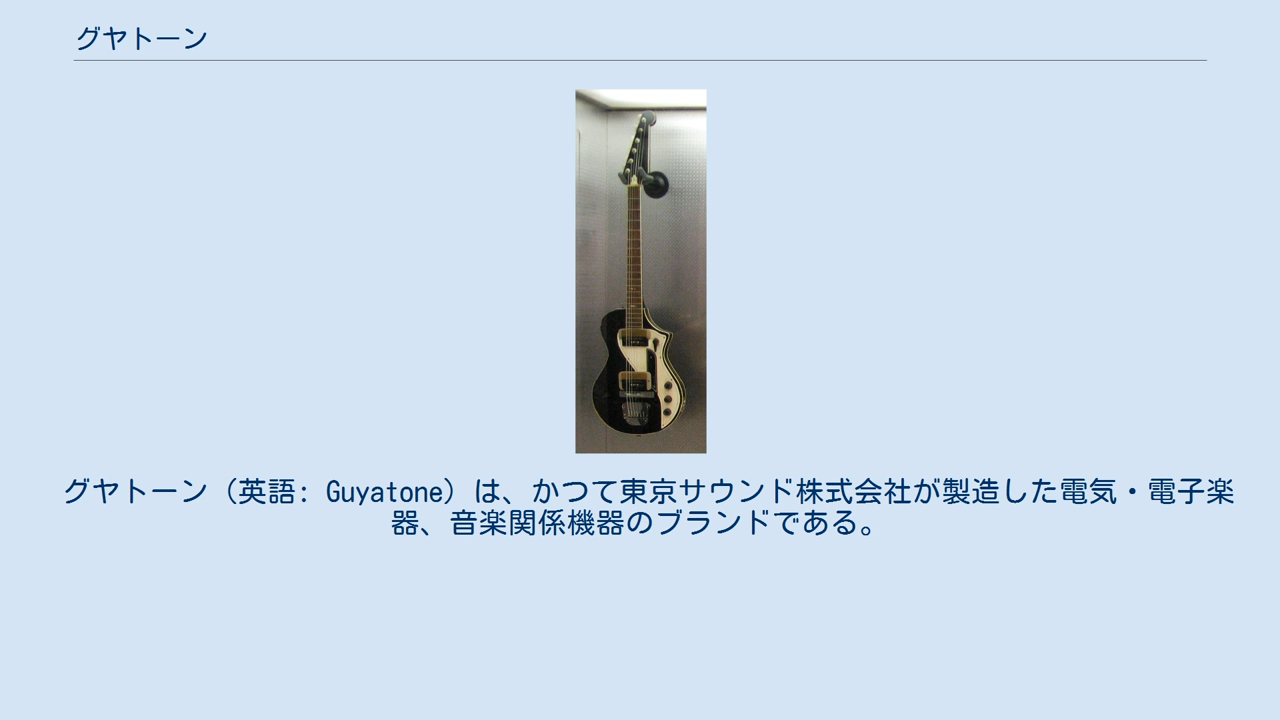 グヤトーン
グヤトーン（英語: Guyatone）は、かつて東京サウンド株式会社が製造した電気・電子楽
器、音楽関係機器のブランドである。